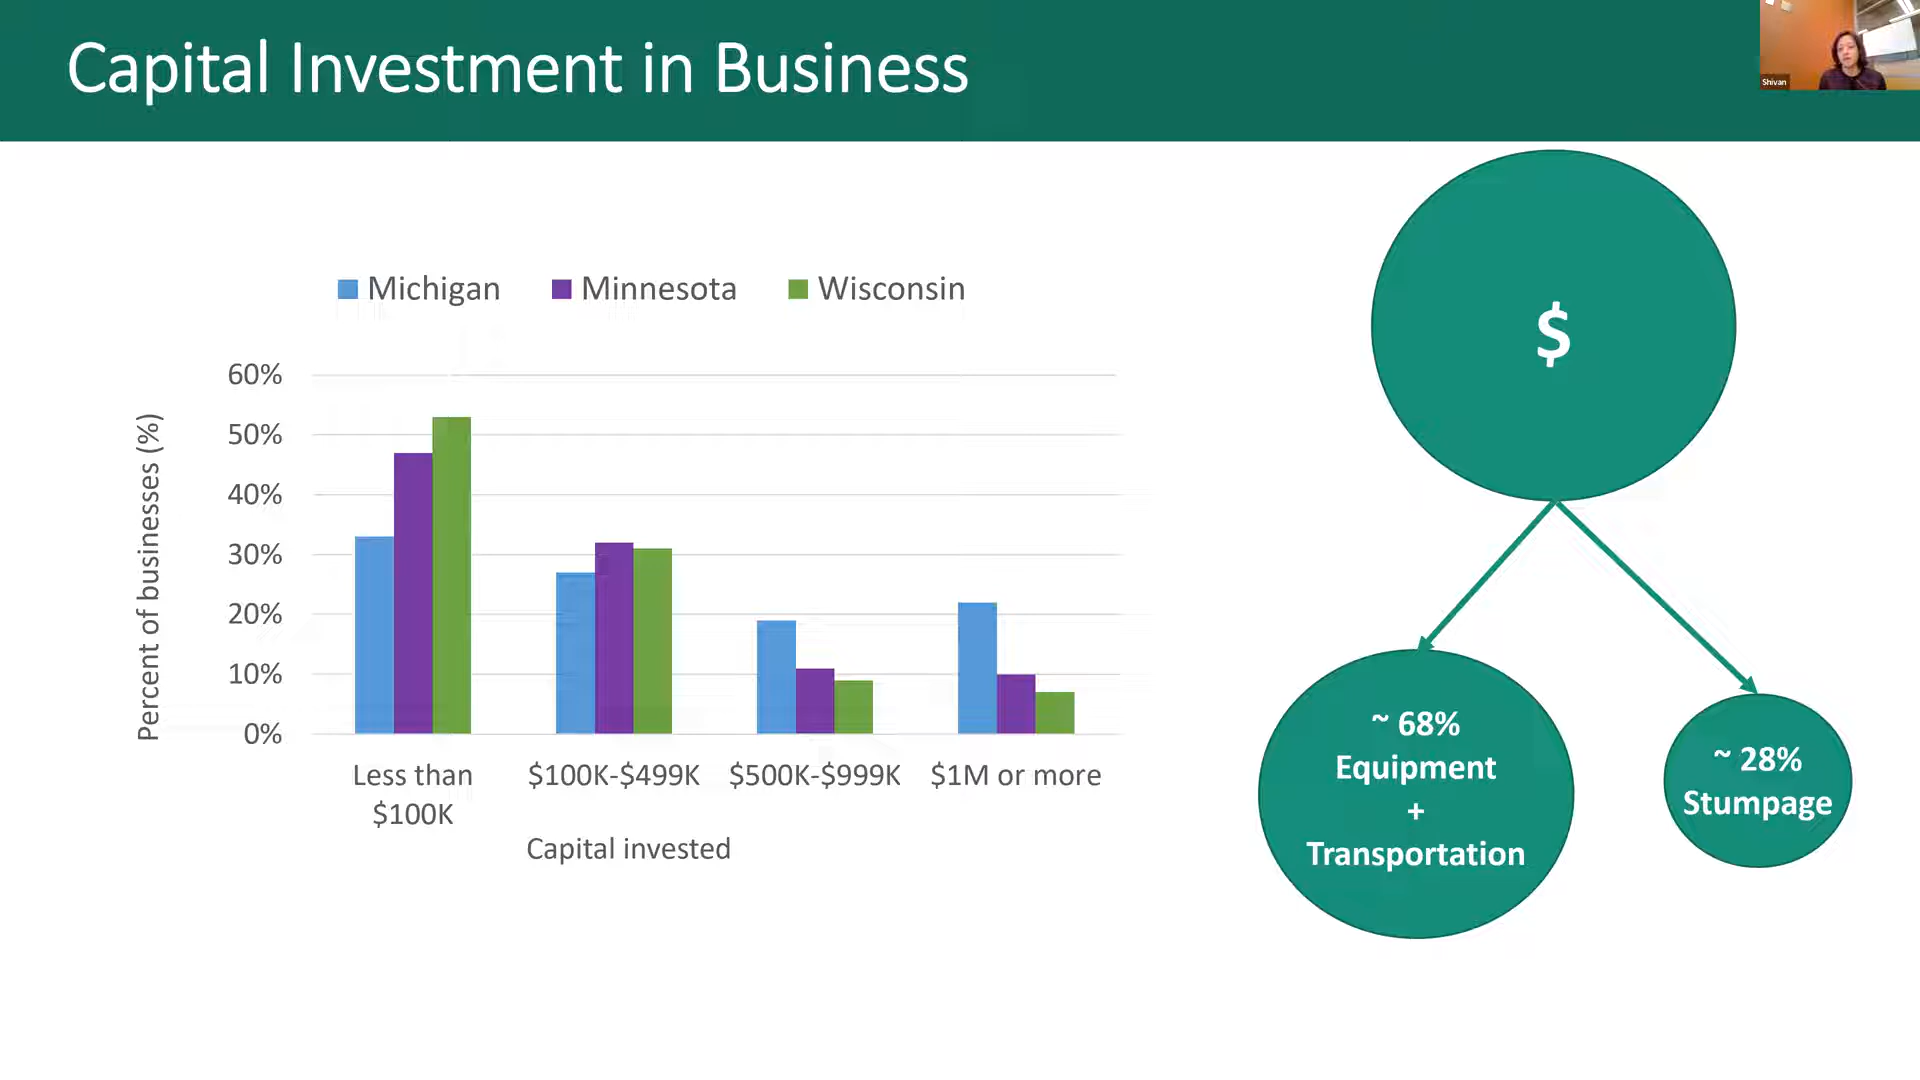 Capital Investment in Business
Shivan
Michigan Minnesota Wisconsin
60%
50%
40%
30%
20%
10%
0%
Percent of businesses (%)
Less than
$100K
$100K-$499K
$500K-$999K
$1M or more
Capital invested
$
~ 68%
Equipment
+
Transportation
~ 28%
Stumpage